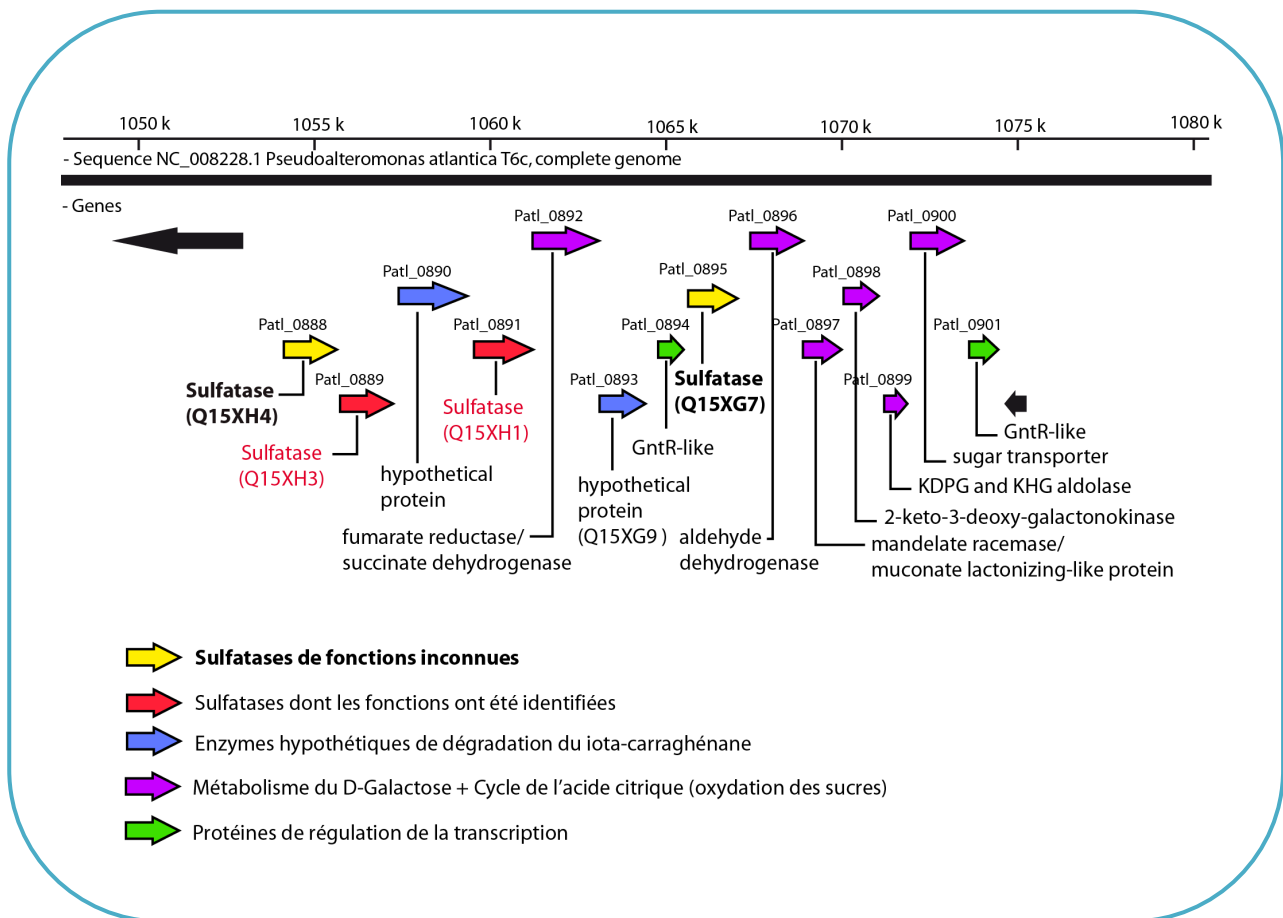 1050 k
1055 k
1060 k
1065 k
1070 k
1075 k
1080 k
- Sequence NC_008228.1 Pseudoalteromonas atlantica T6c, complete genome
- Genes
Patl_0892
Patl_0896
Patl_0900
Patl_0890
Patl_0895
Patl_0898
Patl_0888
Patl_0891
Patl_0894
Patl_0897
Patl_0901
Patl_0889
Patl_0893
Patl_0899
Sulfatase
(Q15XH4)
Sulfatase
(Q15XH3)
Sulfatase
(Q15XH1)
Sulfatase
(Q15XG7)
GntR-like
GntR-like
sugar transporter
hypothetical
protein
hypothetical
protein
(Q15XG9 )
KDPG and KHG aldolase
2-keto-3-deoxy-galactonokinase
fumarate reductase/
succinate dehydrogenase
aldehyde
dehydrogenase
mandelate racemase/
muconate lactonizing-like protein
Sulfatases de fonctions inconnues
Sulfatases dont les fonctions ont été identifiées
Enzymes hypothétiques de dégradation du iota-carraghénane
Métabolisme du D-Galactose + Cycle de l'acide citrique (oxydation des sucres)
Protéines de régulation de la transcription